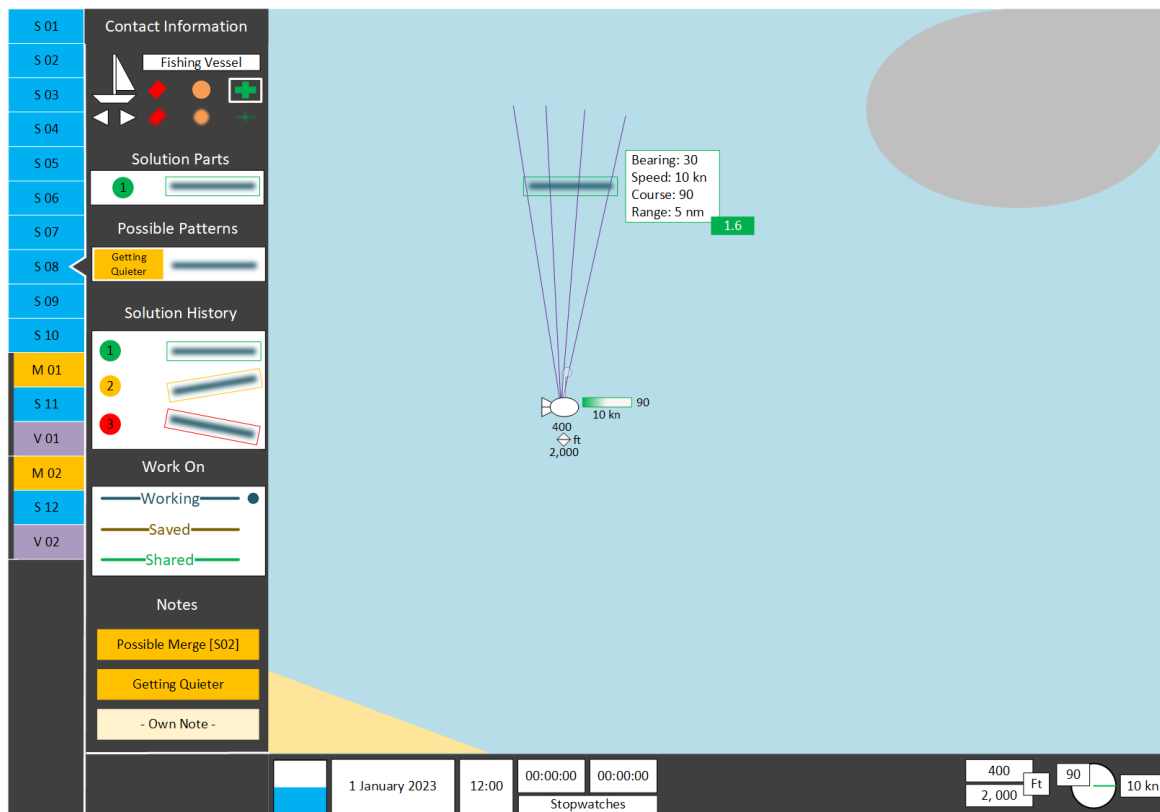 S 01
S 02
S 03
S 04
S 05
S 06
S 07
S 08
S 09
S 10
M 01
S 11
V 01
M 02
S 12
V 02
Contact Information
Fishing Vessel
Solution Parts
1
Possible Patterns
Getting
Quieter
Solution History
1
2
3
Work On
Working
Saved
Shared
Notes
Possible Merge [S02]
Getting Quieter
- Own Note -
Bearing: 30
Speed: 10 kn
Course: 90
Range: 5 nm
1.6
90
10 kn
400
ft
2,000
1 January 2023
12:00
00:00:00
00:00:00
Stopwatches
400
Ft
2, 000
90
10 kn